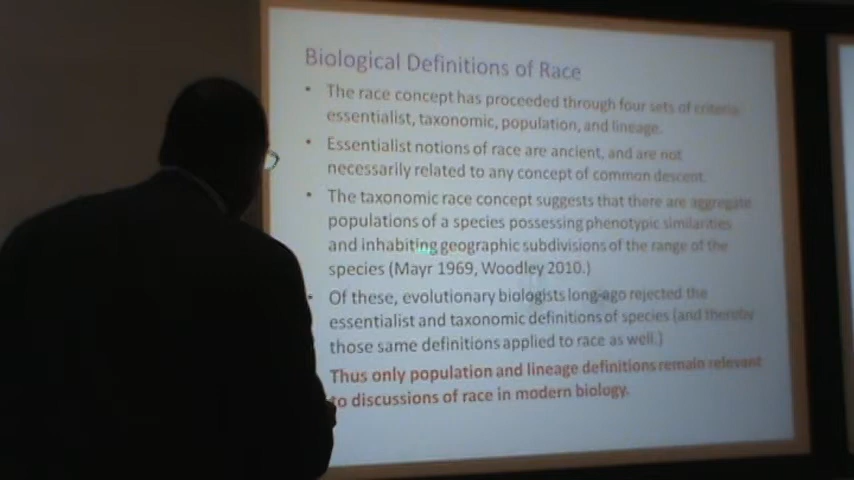 Biological Definitions of Race
• The race concept has proceeded through four sets of criteria
essentialist, taxonomic, population, and lineage.
• Essentialist notions of race are ancient, and are not
necessarily related to any concept of common descent.
• The taxonomic race concept suggests that there are aggregate
populations of a species possessing phenotypic similarities
and inhabiting geographic subdivisions of the range of the
species (Mayr 1969, Woodley 2010.)
• Of these, evolutionary biologists long-ago rejected the
essentialist and taxonomic definitions of species (and thereby
those same definitions applied to race as well.)
Thus only population and lineage definitions remain relevant
to discussions of race in modern biology.